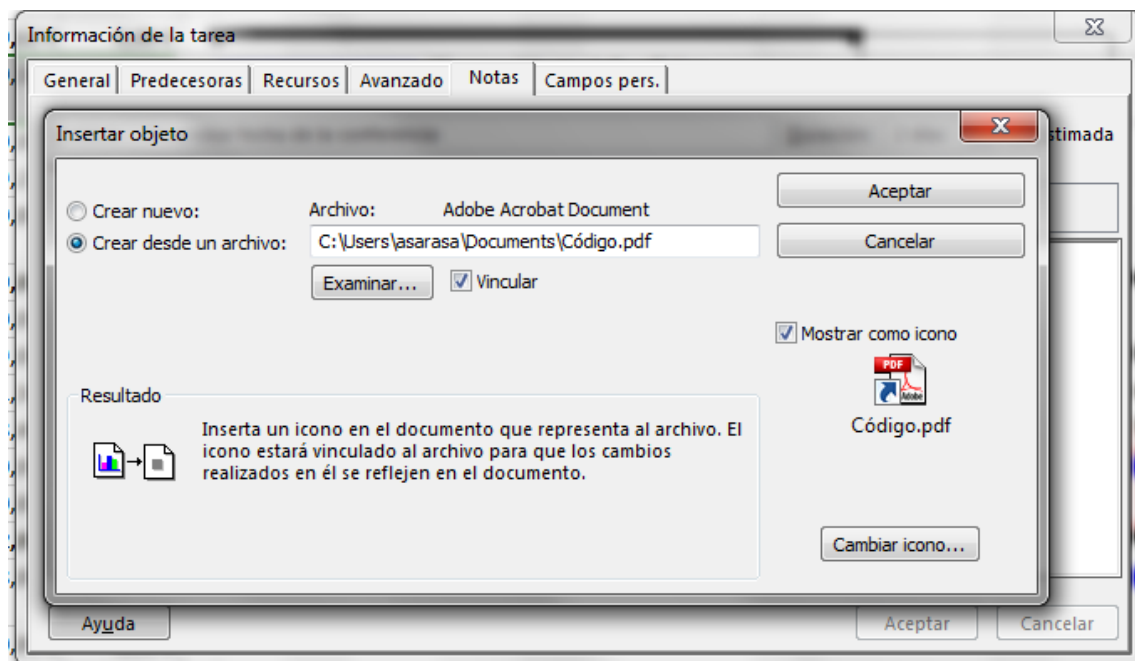 Información de la tarea
General Predecesoras Recursos Avanzado Notas Campos pers.
Insertar objeto
stimada
Crear nuevo:
Archivo: Adobe Acrobat Document
Aceptar
Crear desde un archivo:
C:\Users\asarasa\Documents\Código.pdf
Cancelar
Examinar...
Vincular
Mostrar como icono
PDF
Adobe
Código.pdf
Resultado
Inserta un icono en el documento que representa al archivo. El
icono estará vinculado al archivo para que los cambios
realizados en él se reflejen en el documento.
Cambiar icono...
Ayuda
Aceptar
Cancelar